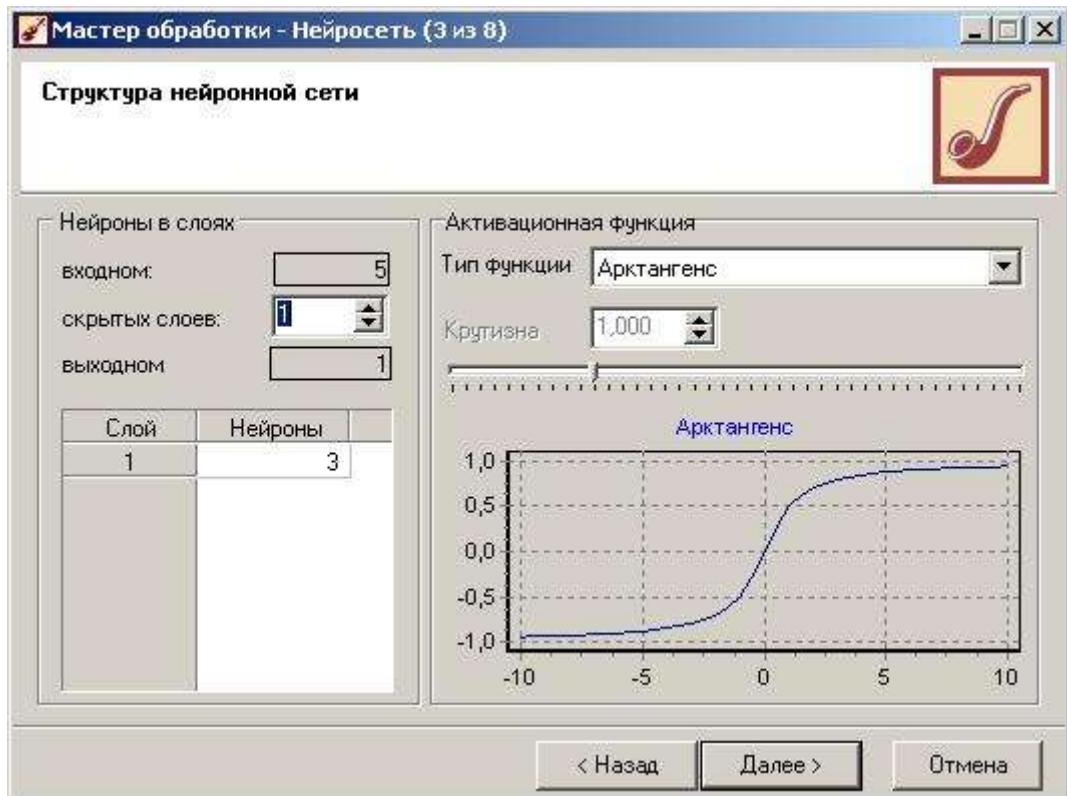 Мастер обработки - Нейросеть (3 из 8)
Структура нейронной сети
Нейроны в слоях
входном: 5
скрытых слоев: 1
выходном 1
Слой Нейроны
1 3
Активационная функция
Тип функции Арктангенс
Крутизна 1,000
Арктангенс
1,0
0,5
0,0
-0,5
-1,0
-10 -5 0 5 10
< Назад Далее > Отмена